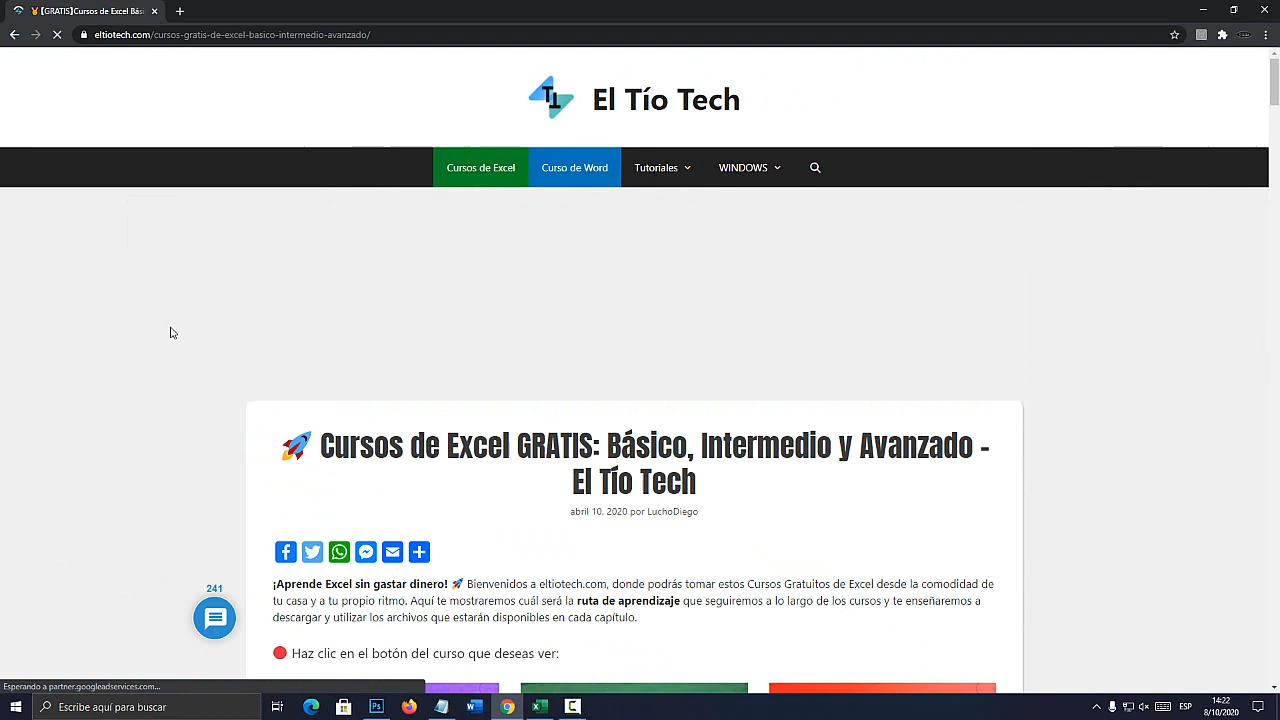 [GRATIS]Cursos de Excel Bási
eltiotech.com/cursos-gratis-de-excel-basico-intermedio-avanzado/
El Tío Tech
Cursos de Excel
Curso de Word
Tutoriales
WINDOWS
Cursos de Excel GRATIS: Básico, Intermedio y Avanzado -
El Tío Tech
abril 10, 2020 por LuchoDiego
¡Aprende Excel sin gastar dinero! 🚀 Bienvenidos a eltiotech.com, donde podrás tomar estos Cursos Gratuitos de Excel desde la comodidad de
tu casa y a tu propio ritmo. Aquí te mostraremos cuál será la ruta de aprendizaje que seguiremos a lo largo de los cursos y te enseñaremos a
descargar y utilizar los archivos que estarán disponibles en cada capítulo.
241
Haz clic en el botón del curso que deseas ver:
Esperando a partner.googleadservices.com...
Escribe aquí para buscar
ESP
14:22
8/10/2020